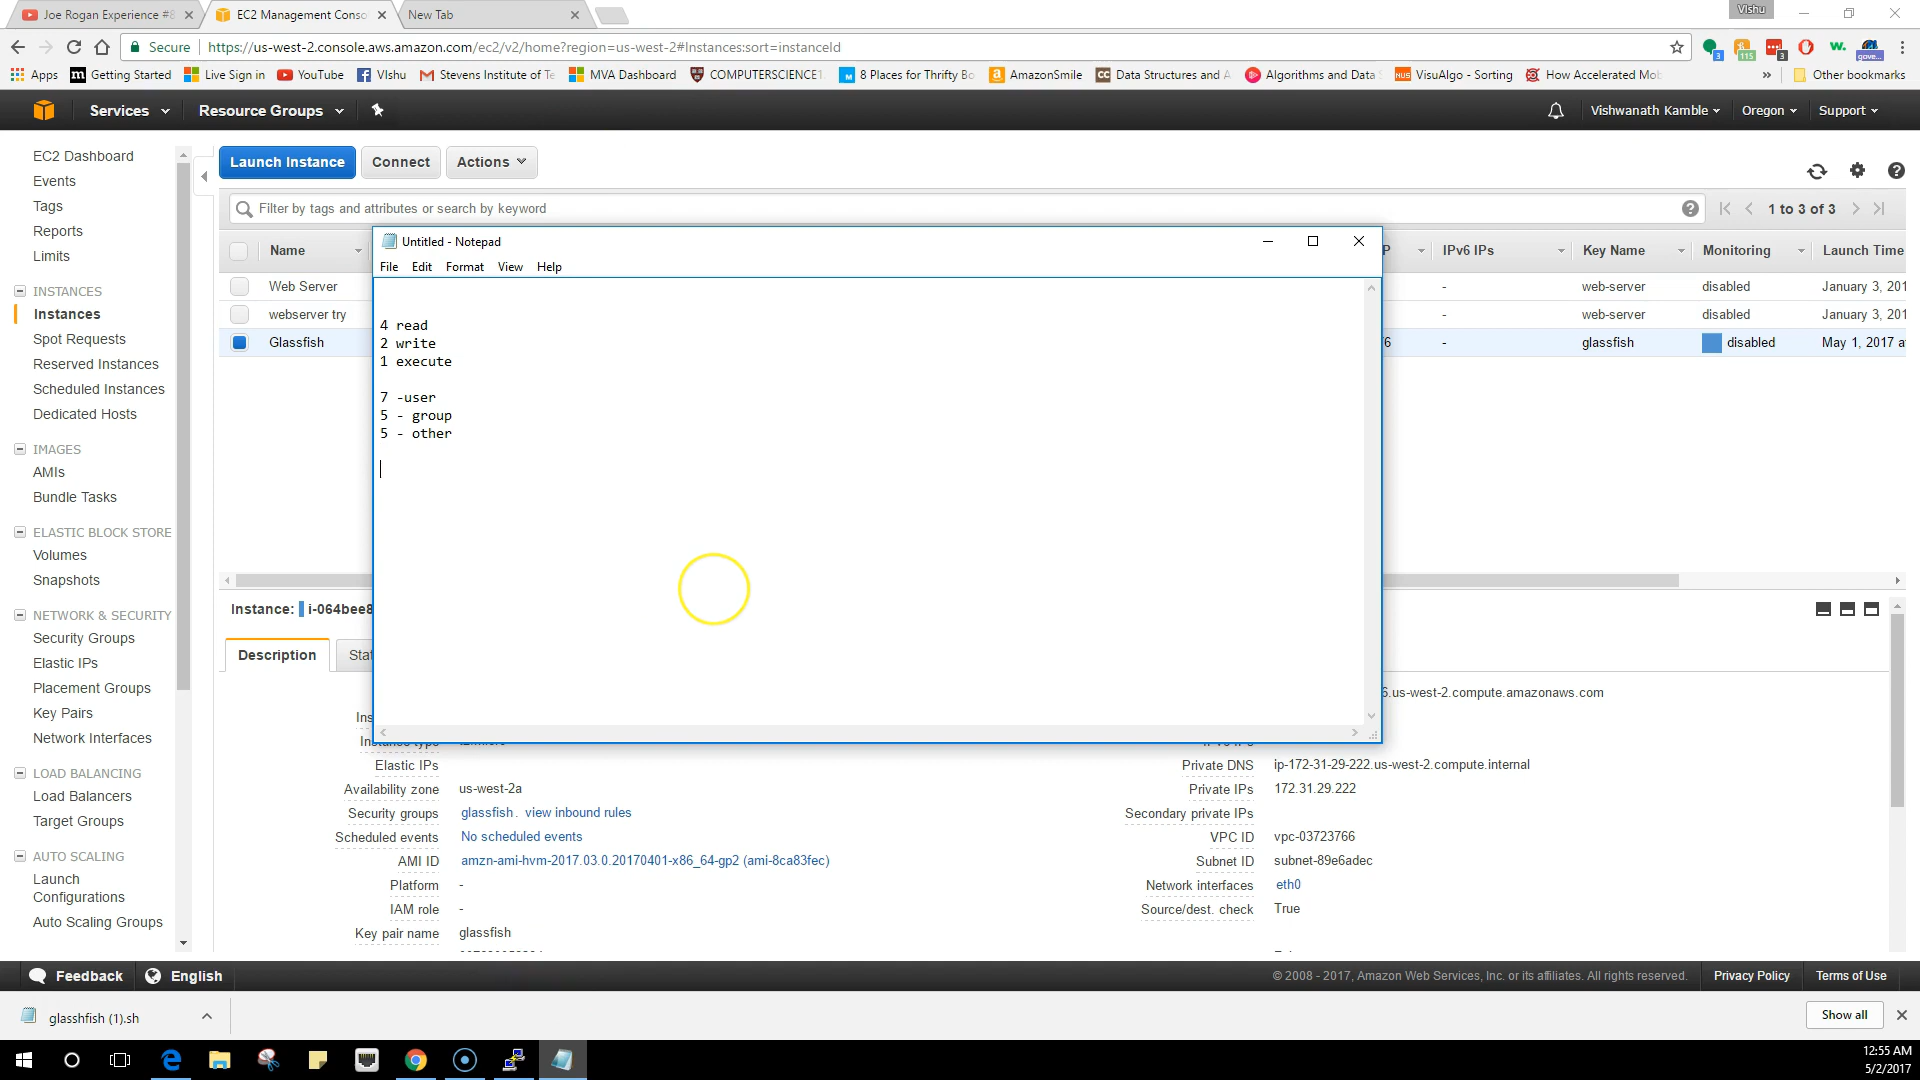 Joe Rogan Experience #8
EC2 Management Conso
New Tab
Vishu
Secure
https://us-west-2.console.aws.amazon.com/ec2/v2/home?region=us-west-2#Instances:sort=instanceId
3
115
3
gove...
Apps
Getting Started
Live Sign in
YouTube
VIshu
Stevens Institute of Te
MVA Dashboard
COMPUTERSCIENCE1
8 Places for Thrifty Bo
AmazonSmile
Data Structures and A
Algorithms and Data S
VisuAlgo - Sorting
How Accelerated Mob
Other bookmarks
Services
Resource Groups
Vishwanath Kamble
Oregon
Support
EC2 Dashboard
Events
Tags
Reports
Limits
INSTANCES
Instances
Spot Requests
Reserved Instances
Scheduled Instances
Dedicated Hosts
IMAGES
AMIs
Bundle Tasks
ELASTIC BLOCK STORE
Volumes
Snapshots
NETWORK & SECURITY
Security Groups
Elastic IPs
Placement Groups
Key Pairs
Network Interfaces
LOAD BALANCING
Load Balancers
Target Groups
AUTO SCALING
Launch
Configurations
Auto Scaling Groups
Launch Instance
Connect
Actions
Filter by tags and attributes or search by keyword
1 to 3 of 3
Name
P
IPv6 IPs
Key Name
Monitoring
Launch Time
Web Server
-
web-server
disabled
January 3, 201
webserver try
-
web-server
disabled
January 3, 201
Glassfish
76
-
glassfish
disabled
May 1, 2017 a
Untitled - Notepad
File
Edit
Format
View
Help
4 read
2 write
1 execute
7 -user
5 - group
5 - other
Instance:
i-064bee8
Description
Stat
6.us-west-2.compute.amazonaws.com
Elastic IPs
Availability zone
us-west-2a
Security groups
glassfish. view inbound rules
Scheduled events
No scheduled events
AMI ID
amzn-ami-hvm-2017.03.0.20170401-x86_64-gp2 (ami-8ca83fec)
Platform
-
IAM role
-
Key pair name
glassfish
Private DNS
ip-172-31-29-222.us-west-2.compute.internal
Private IPs
172.31.29.222
Secondary private IPs
VPC ID
vpc-03723766
Subnet ID
subnet-89e6adec
Network interfaces
eth0
Source/dest. check
True
Feedback
English
© 2008 - 2017, Amazon Web Services, Inc. or its affiliates. All rights reserved.
Privacy Policy
Terms of Use
glasshfish (1).sh
Show all
12:55 AM
5/2/2017